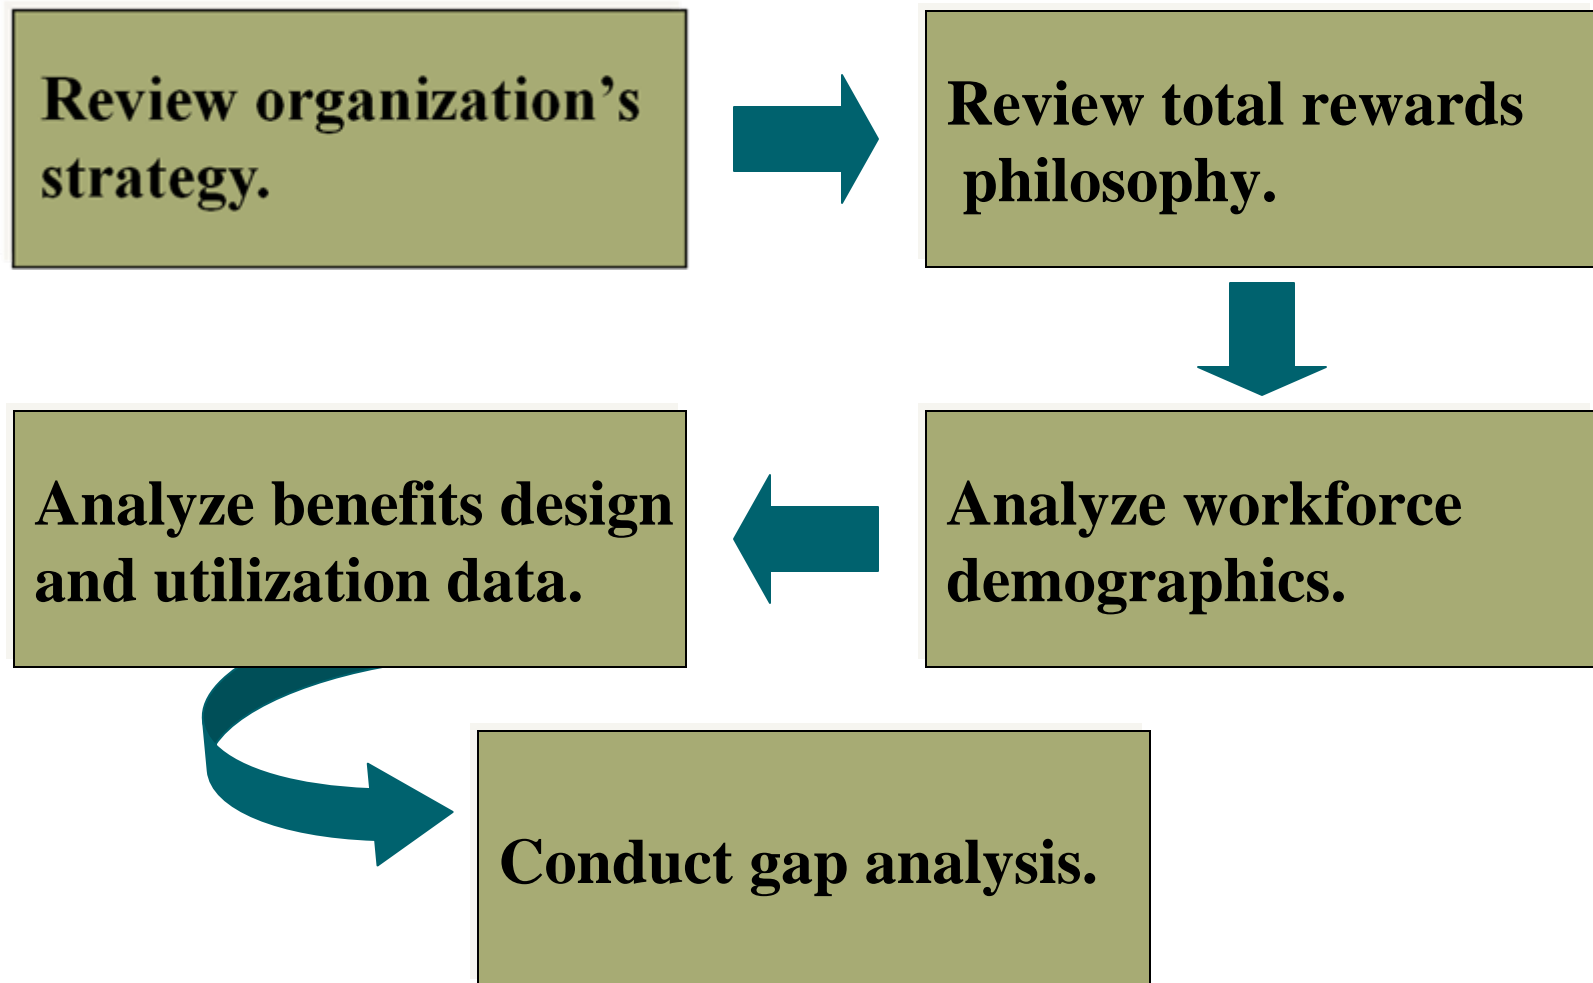 Review organization’s
strategy.
Review total rewards
philosophy.
Analyze workforce
demographics.
Analyze benefits design
and utilization data.
Conduct gap analysis.